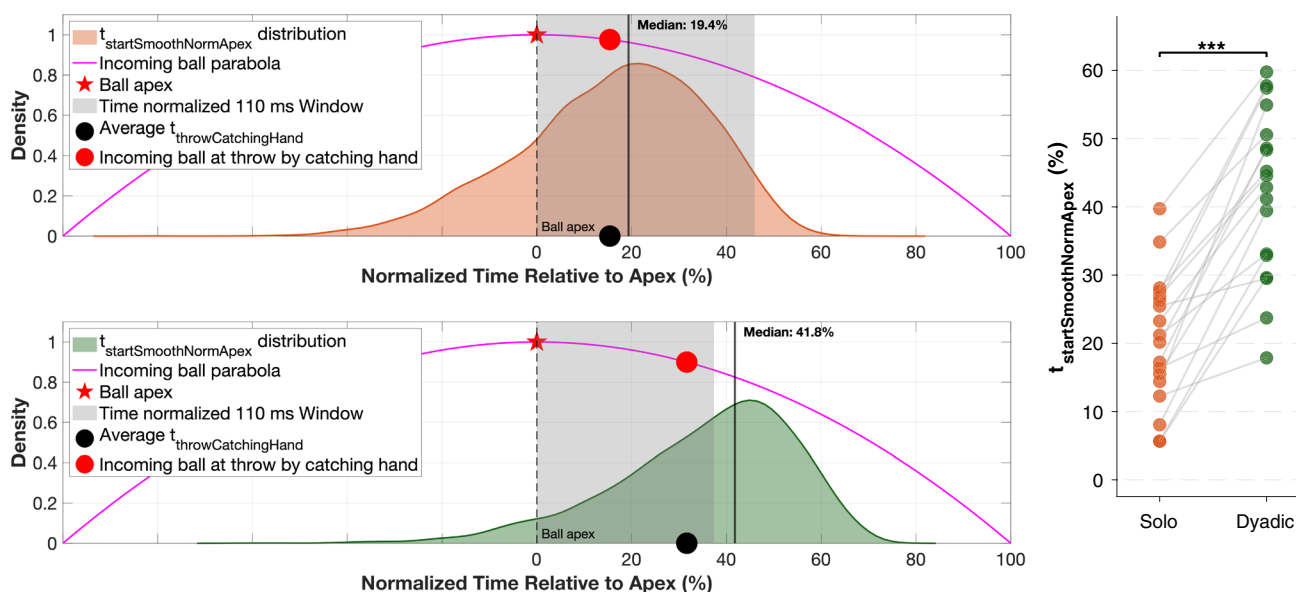 t_startSmoothNormApex distribution
Incoming ball parabola
Ball apex
Time normalized 110 ms Window
Average t_throwCatchingHand
Incoming ball at throw by catching hand
Median: 19.4%
Ball apex
Density
1
0.8
0.6
0.4
0.2
0
0
20
40
60
80
100
Normalized Time Relative to Apex (%)
t_startSmoothNormApex distribution
Incoming ball parabola
Ball apex
Time normalized 110 ms Window
Average t_throwCatchingHand
Incoming ball at throw by catching hand
Median: 41.8%
Ball apex
Density
1
0.8
0.6
0.4
0.2
0
0
20
40
60
80
100
Normalized Time Relative to Apex (%)
***
t_startSmoothNormApex (%)
60
50
40
30
20
10
0
Solo
Dyadic